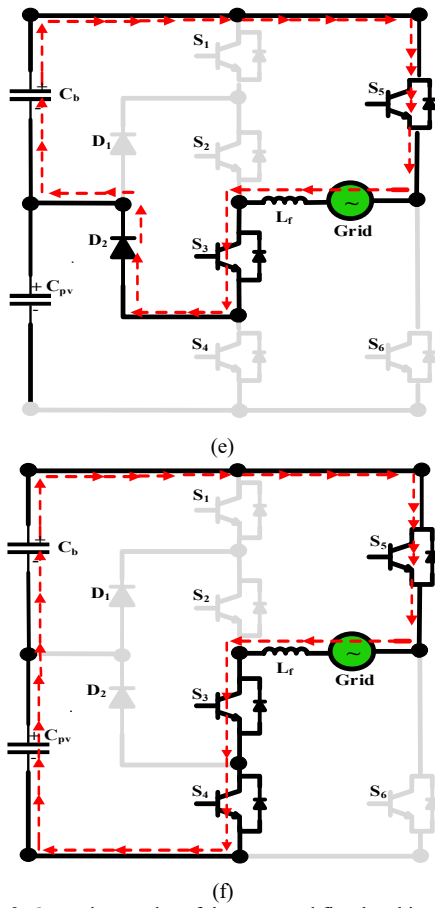 S1
+
Cb
-
S5
D1
S2
Lf
Grid
D2
S3
+
Cpv
-
S4
S6
(e)
S1
+
Cb
-
S5
D1
S2
Lf
Grid
D2
S3
+
Cpv
-
S4
S6
(f)